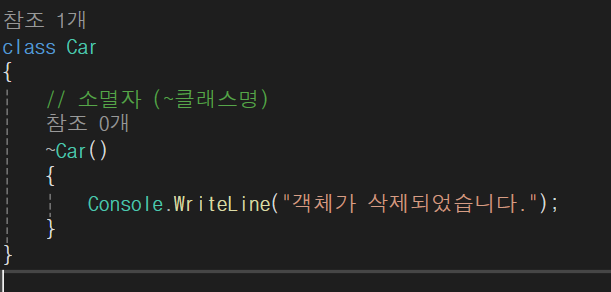 참조 1개
class Car
{
// 소멸자 (~클래스명)
참조 0개
~Car()
{
Console.WriteLine("객체가 삭제되었습니다.");
}
}